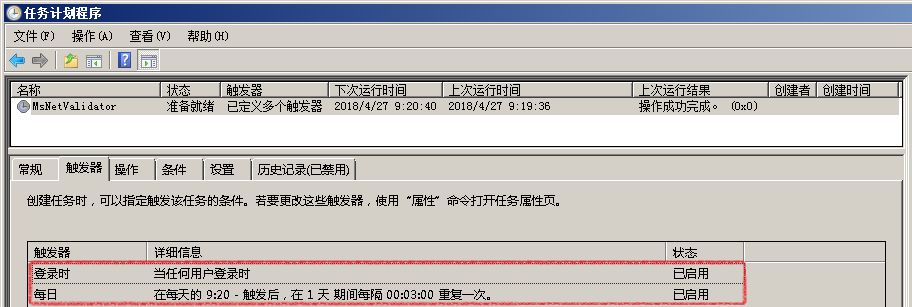 任务计划程序
文件(F) 操作(A) 查看(V) 帮助(H)
名称 状态 触发器 下次运行时间 上次运行时间 上次运行结果 创建者 创建时间
MsNetValidator 准备就绪 已定义多个触发器 2018/4/27 9:20:40 2018/4/27 9:19:36 操作成功完成。 (0x0)
常规 触发器 操作 条件 设置 历史记录(已禁用)
创建任务时，可以指定触发该任务的条件。若要更改这些触发器，使用“属性”命令打开任务属性页。
触发器 详细信息 状态
登录时 当任何用户登录时 已启用
每日 在每天的 9:20 - 触发后，在 1 天 期间每隔 00:03:00 重复一次。 已启用